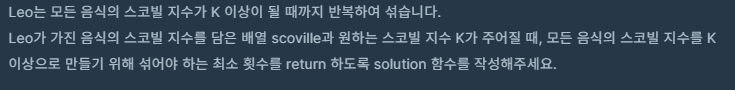 Leo는 모든 음식의 스코빌 지수가 K 이상이 될 때까지 반복하여 섞습니다.
Leo가 가진 음식의 스코빌 지수를 담은 배열 scoville과 원하는 스코빌 지수 K가 주어질 때, 모든 음식의 스코빌 지수를 K
이상으로 만들기 위해 섞어야 하는 최소 횟수를 return 하도록 solution 함수를 작성해주세요.